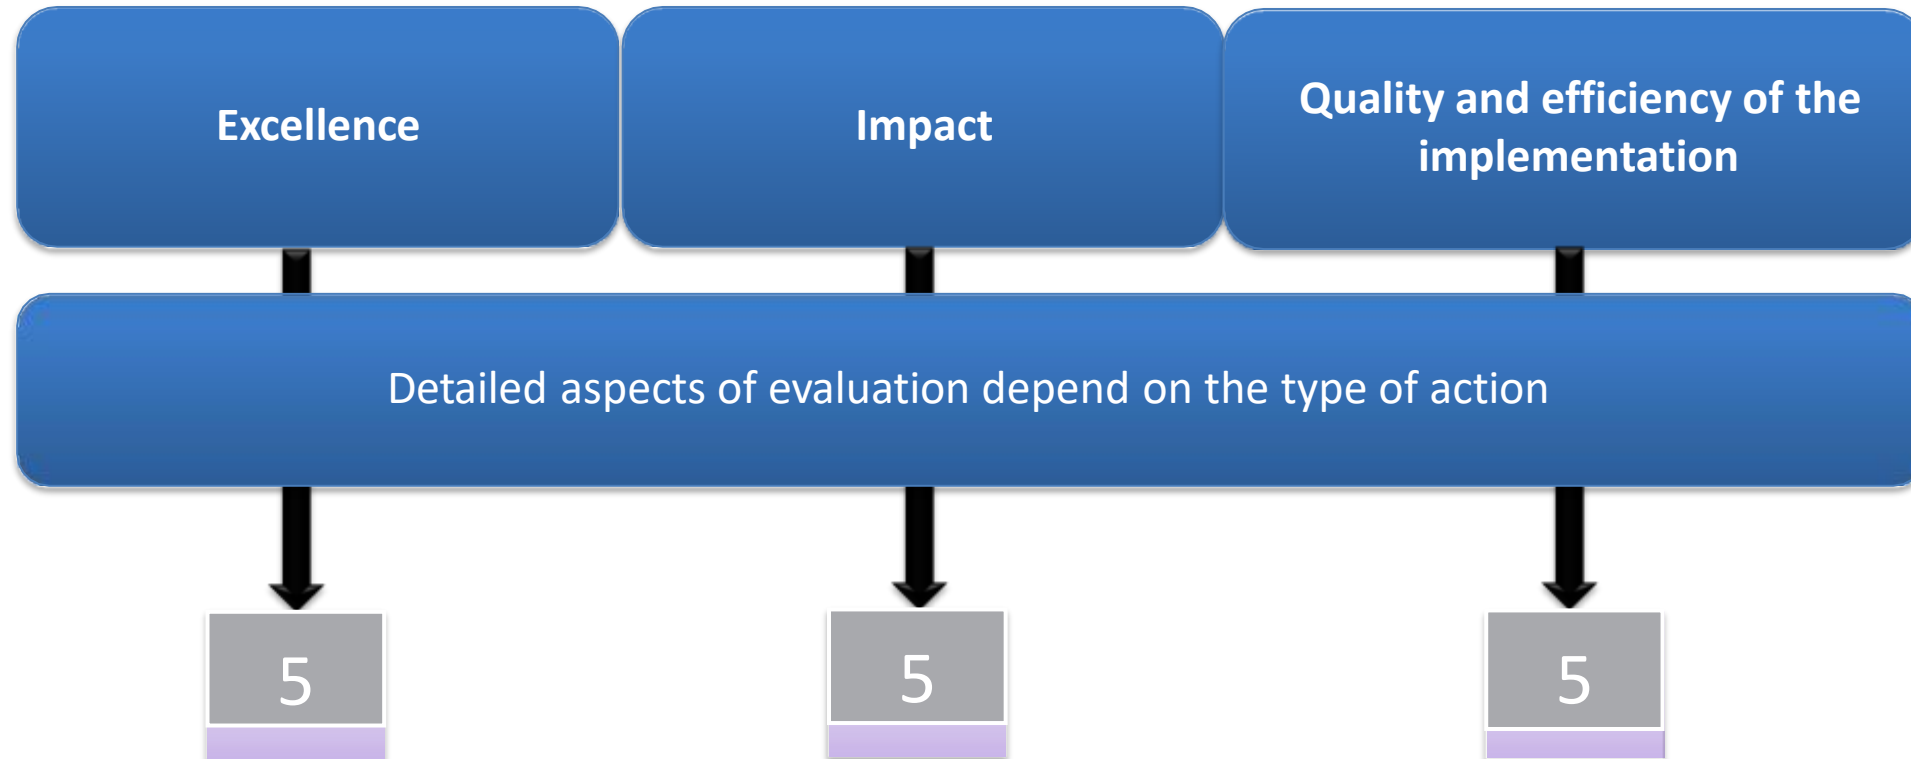 Excellence
Impact
Quality and efficiency of the
implementation
Detailed aspects of evaluation depend on the type of action
5
5
5